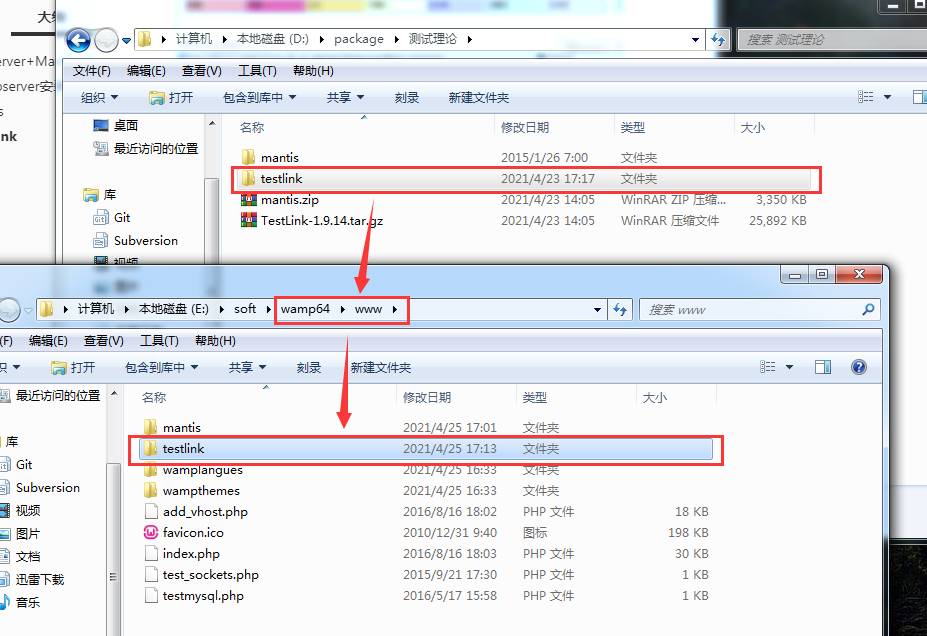 大
计算机 本地磁盘 (D:) package 测试理论
搜索 测试理论
erver+Ma
文件(F) 编辑(E) 查看(V) 工具(T) 帮助(H)
oserver安
组织 打开 包含到库中 共享 刻录 新建文件夹
s
nk
桌面
最近访问的位置
库
Git
Subversion
视频
名称 修改日期 类型 大小
mantis 2015/1/26 7:00 文件夹
testlink 2021/4/23 17:17 文件夹
mantis.zip 2021/4/23 14:05 WinRAR ZIP 压缩... 3,350 KB
TestLink-1.9.14.tar.gz 2021/4/23 14:05 WinRAR 压缩文件 25,892 KB
计算机 本地磁盘 (E:) soft wamp64 www
搜索 www
(F) 编辑(E) 查看(V) 工具(T) 帮助(H)
打开 包含到库中 共享 刻录 新建文件夹
最近访问的位置
库
Git
Subversion
视频
图片
文档
迅雷下载
音乐
名称 修改日期 类型 大小
mantis 2021/4/25 17:01 文件夹
testlink 2021/4/25 17:13 文件夹
wamplangues 2021/4/25 16:33 文件夹
wampthemes 2021/4/25 16:33 文件夹
add_vhost.php 2016/8/16 18:02 PHP 文件 18 KB
favicon.ico 2010/12/31 9:40 图标 198 KB
index.php 2016/8/16 18:03 PHP 文件 30 KB
test_sockets.php 2015/9/21 17:30 PHP 文件 1 KB
testmysql.php 2016/5/17 15:58 PHP 文件 1 KB